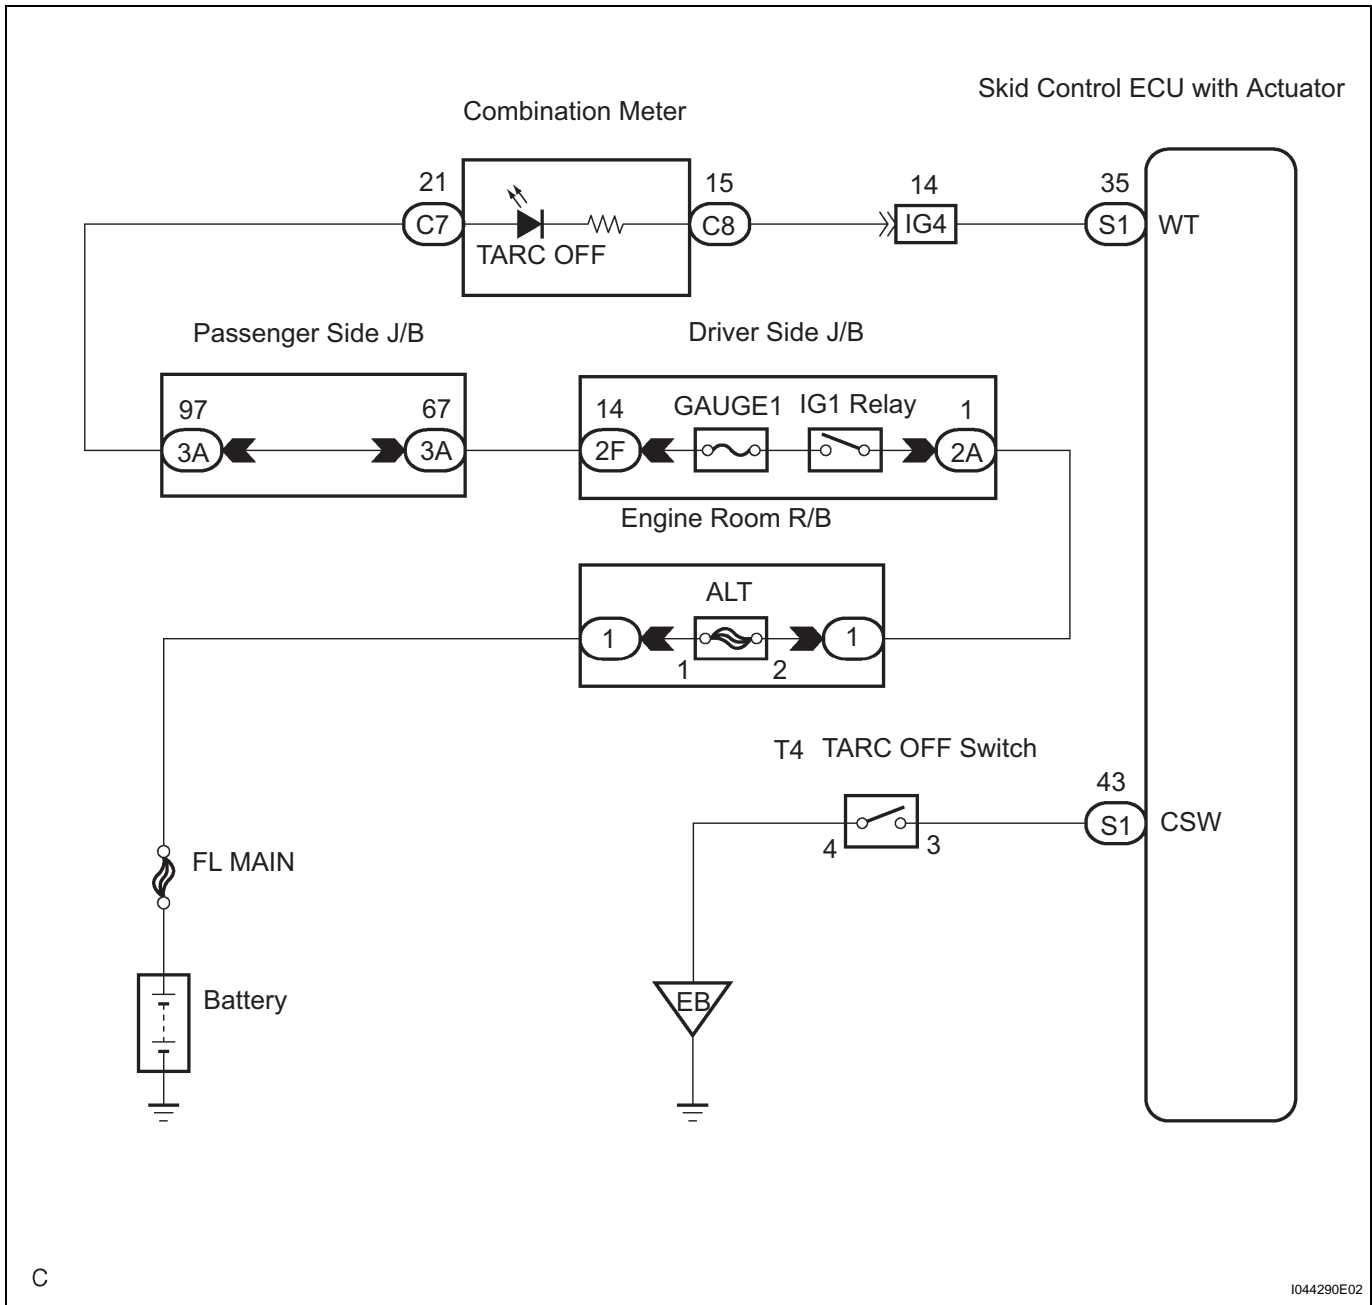 Skid Control ECU with Actuator
Combination Meter
21
15
14
35
C7
C8
IG4
S1
WT
TARC OFF
Passenger Side J/B
Driver Side J/B
97
67
14
GAUGE1
IG1 Relay
1
3A
3A
2F
2A
Engine Room R/B
ALT
1
1
1
2
T4 TARC OFF Switch
43
S1
CSW
4
3
FL MAIN
EB
Battery
C
I044290E02